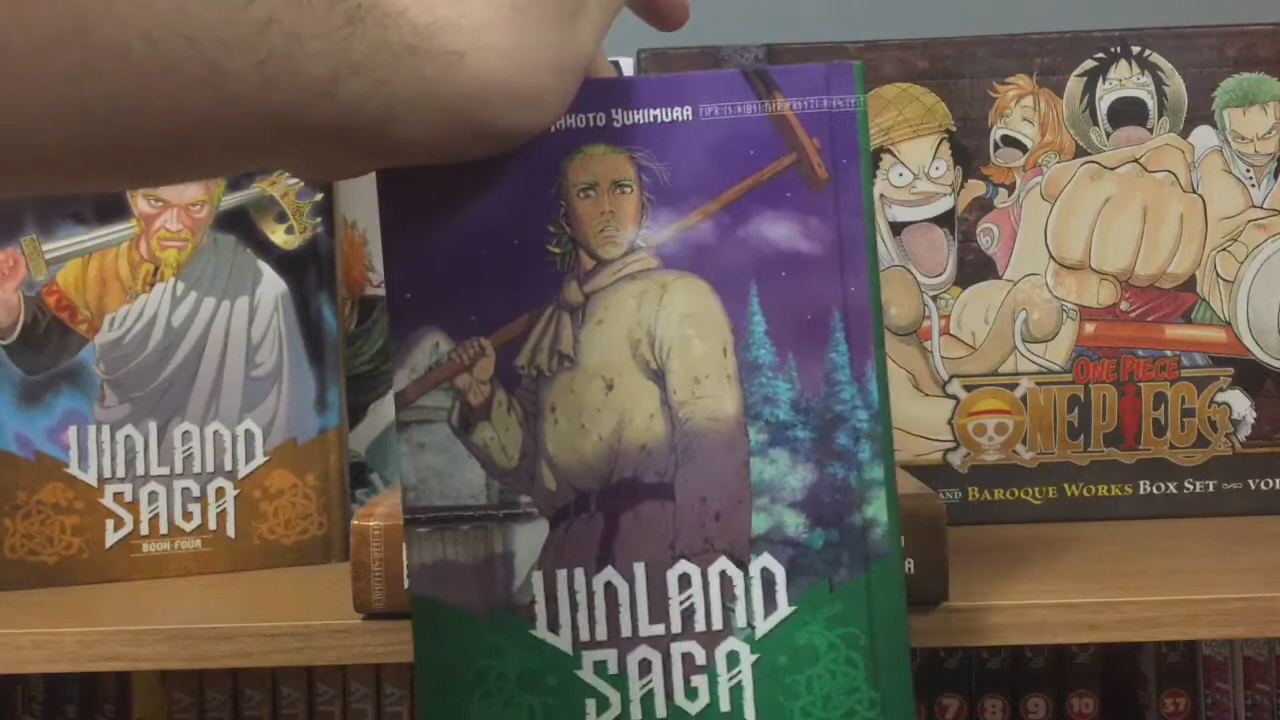 YUKIMURA
VINLAND
SAGA
BOOK FOUR
VINLAND
SAGA
ONE PIECE
ONE PIECE
AND BAROQUE WORKS BOX SET
7
8
9
10
37